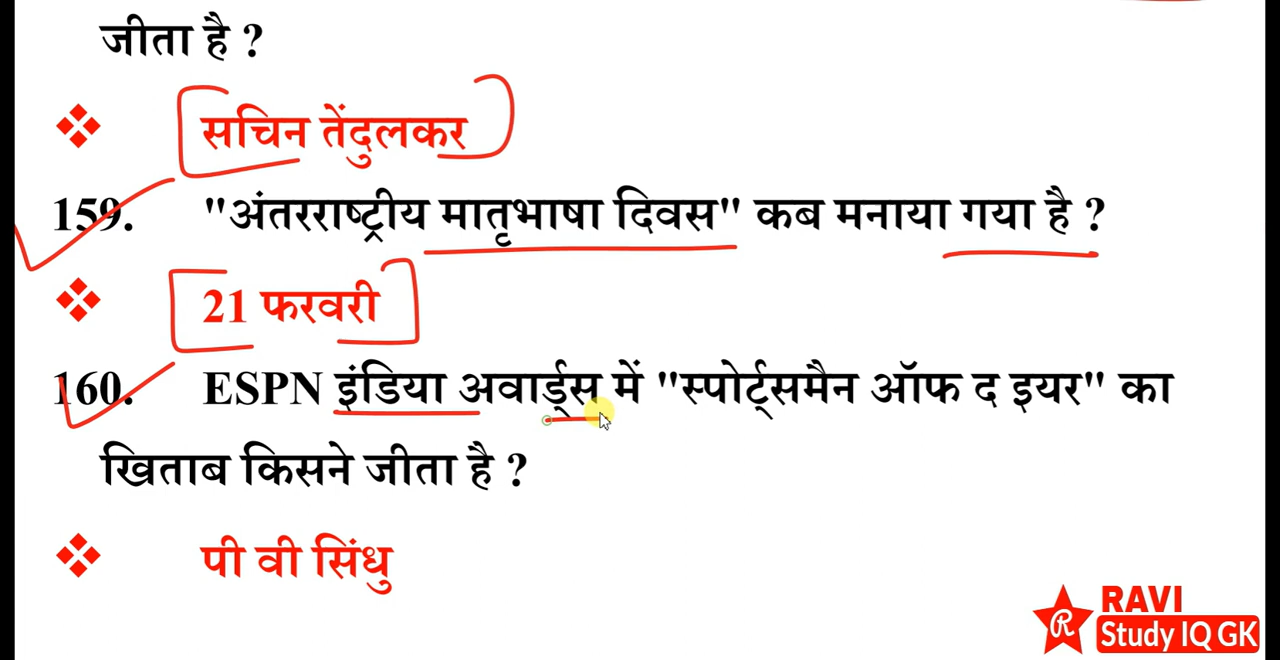 जीता है ?
❖ सचिन तेंदुलकर
159. "अंतरराष्ट्रीय मातृभाषा दिवस" कब मनाया गया है ?
❖ 21 फरवरी
160. ESPN इंडिया अवार्ड्स में "स्पोर्ट्समैन ऑफ द इयर" का
खिताब किसने जीता है ?
❖ पी वी सिंधु
R RAVI
Study IQ GK